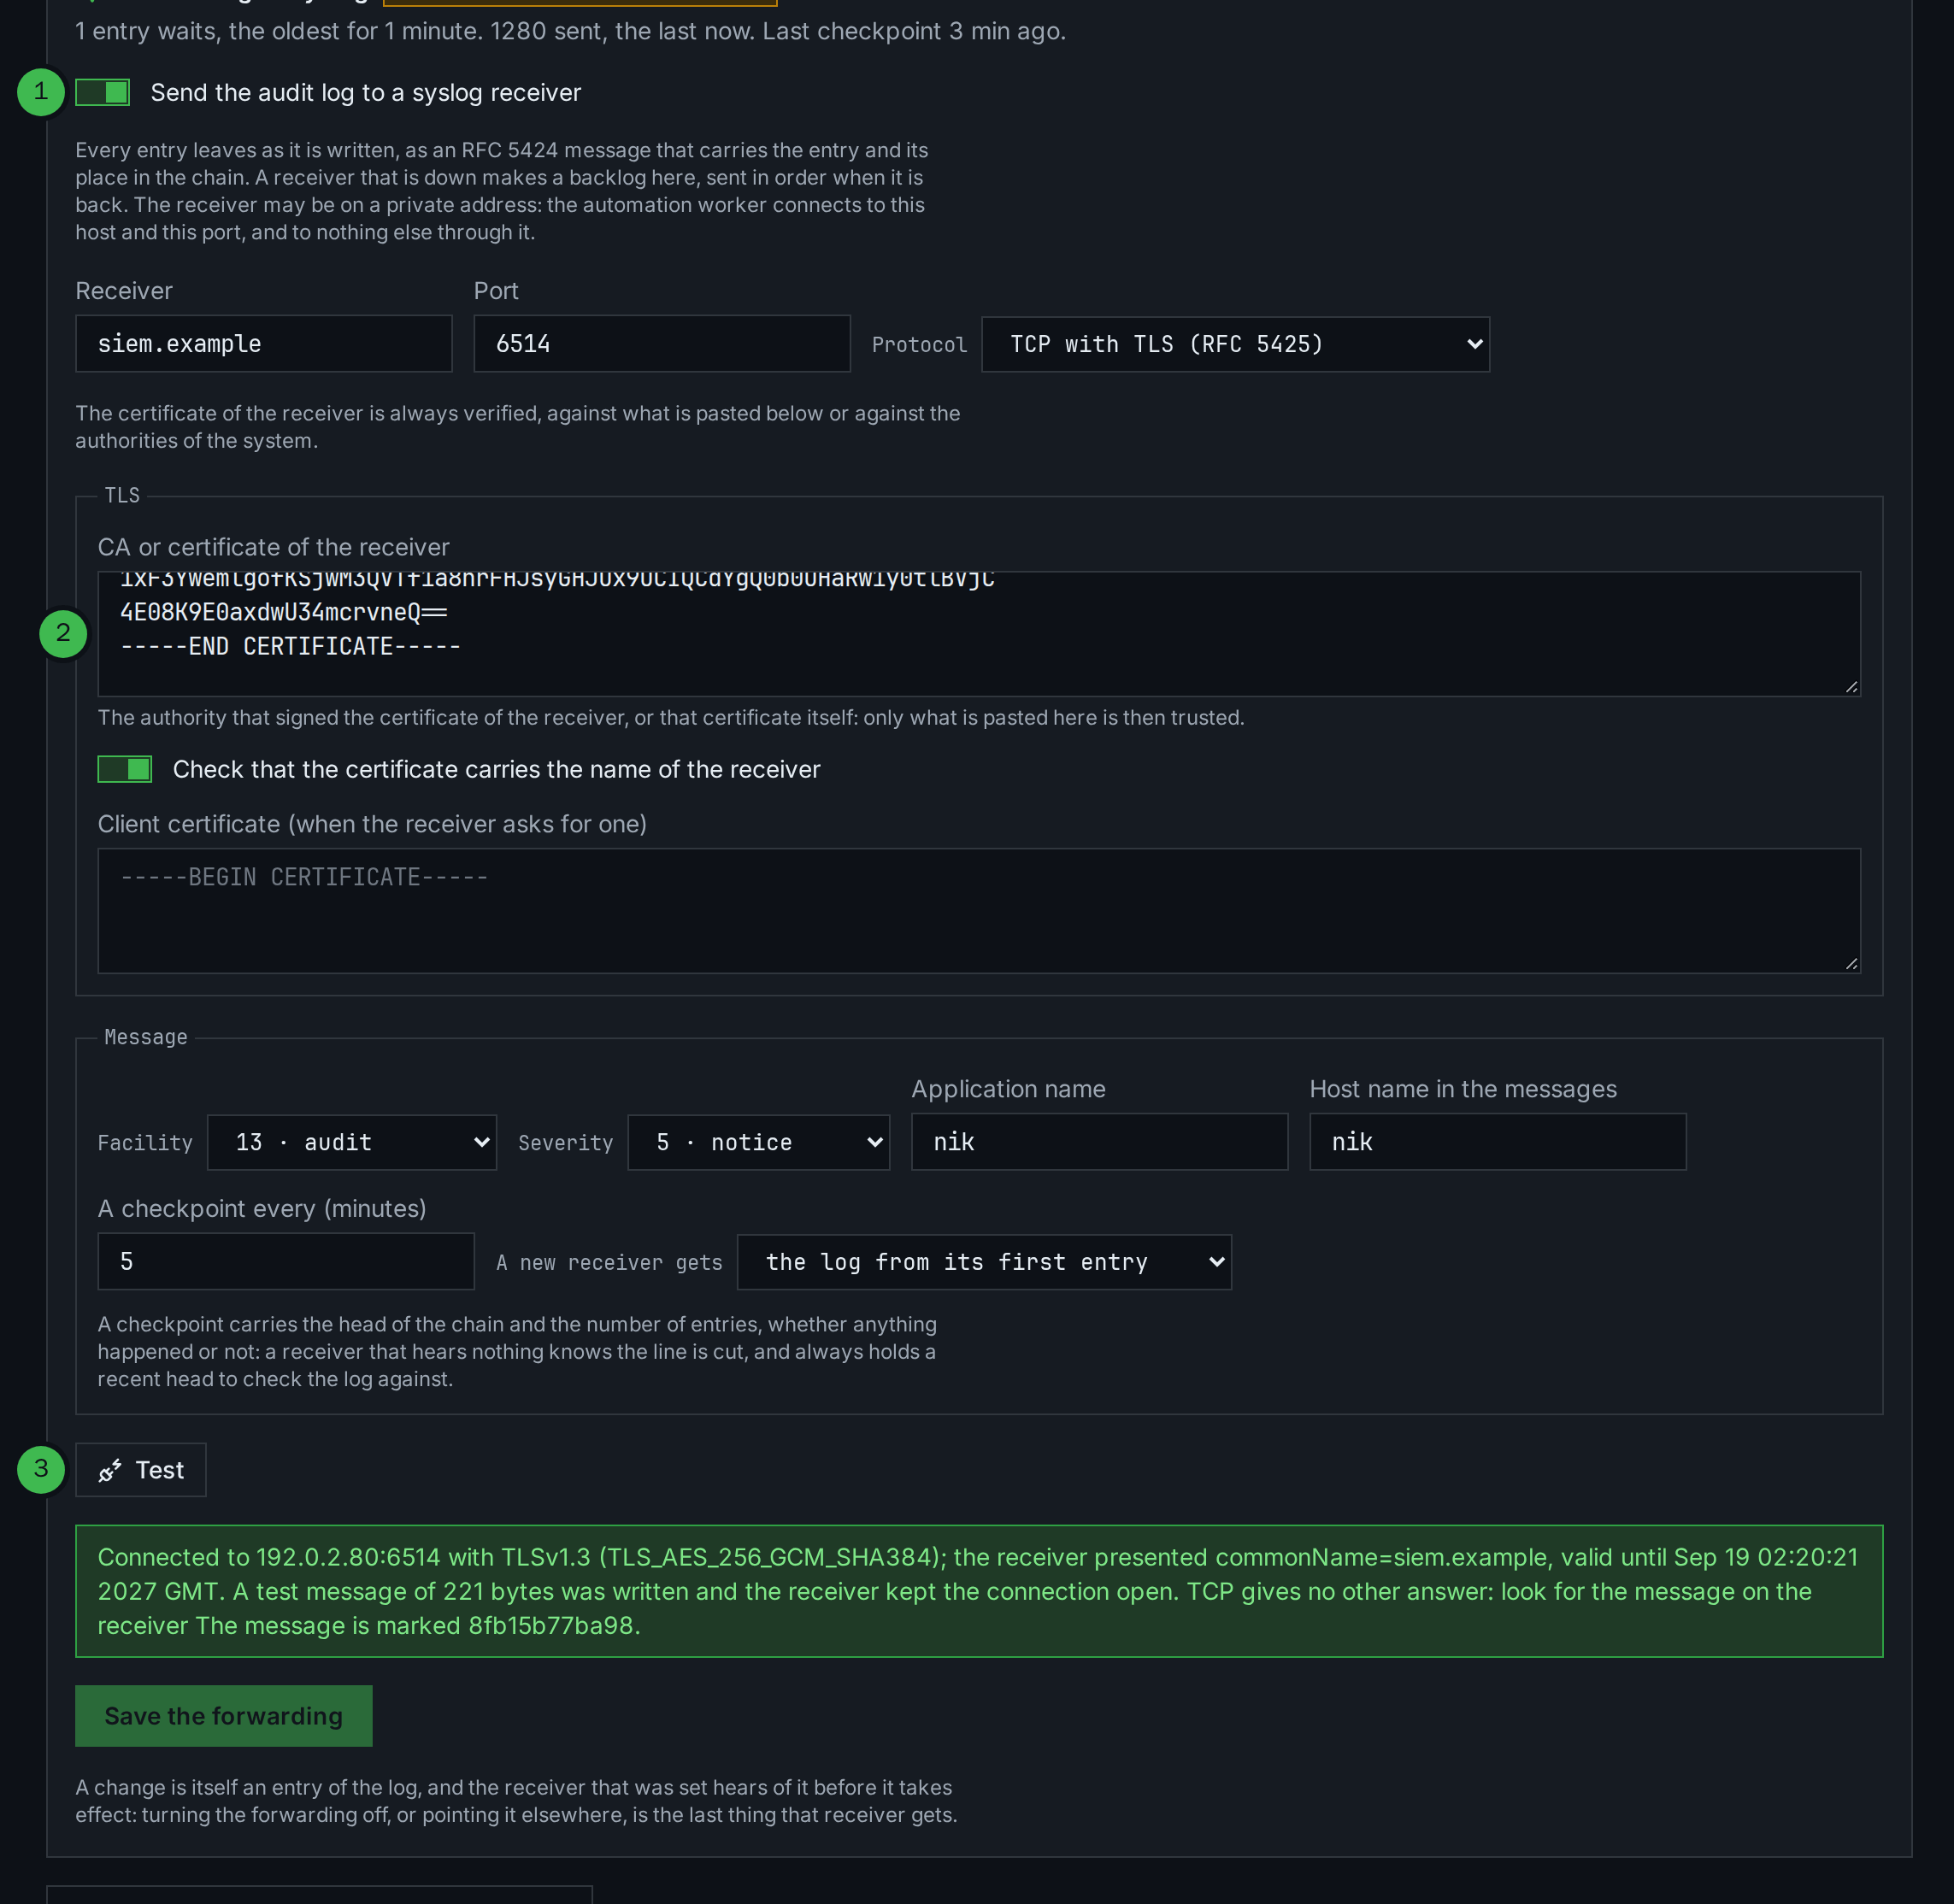 1 entry waits, the oldest for 1 minute. 1280 sent, the last now. Last checkpoint 3 min ago.
1
Send the audit log to a syslog receiver
Every entry leaves as it is written, as an RFC 5424 message that carries the entry and its
place in the chain. A receiver that is down makes a backlog here, sent in order when it is
back. The receiver may be on a private address: the automation worker connects to this
host and this port, and to nothing else through it.
Receiver
Port
siem.example
6514
Protocol
TCP with TLS (RFC 5425)
The certificate of the receiver is always verified, against what is pasted below or against the
authorities of the system.
TLS
CA or certificate of the receiver
2
4E08K9E0axdwU34mcrvneQ==
-----END CERTIFICATE-----
The authority that signed the certificate of the receiver, or that certificate itself: only what is pasted here is then trusted.
Check that the certificate carries the name of the receiver
Client certificate (when the receiver asks for one)
-----BEGIN CERTIFICATE-----
Message
Application name
Host name in the messages
Facility
13 · audit
Severity
5 · notice
nik
nik
A checkpoint every (minutes)
5
A new receiver gets
the log from its first entry
A checkpoint carries the head of the chain and the number of entries, whether anything
happened or not: a receiver that hears nothing knows the line is cut, and always holds a
recent head to check the log against.
3
Test
Connected to 192.0.2.80:6514 with TLSv1.3 (TLS_AES_256_GCM_SHA384); the receiver presented commonName=siem.example, valid until Sep 19 02:20:21
2027 GMT. A test message of 221 bytes was written and the receiver kept the connection open. TCP gives no other answer: look for the message on the
receiver The message is marked 8fb15b77ba98.
Save the forwarding
A change is itself an entry of the log, and the receiver that was set hears of it before it takes
effect: turning the forwarding off, or pointing it elsewhere, is the last thing that receiver gets.